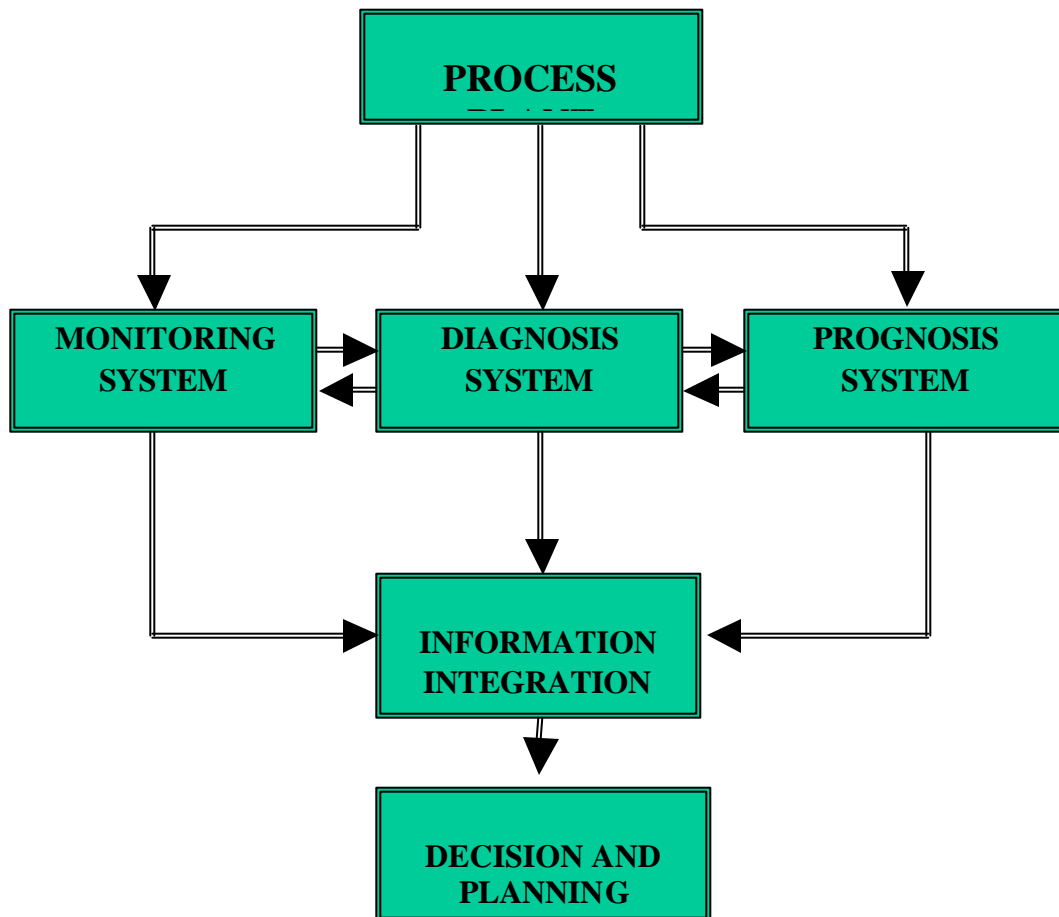 PROCESS
MONITORING
SYSTEM
DIAGNOSIS
SYSTEM
PROGNOSIS
SYSTEM
INFORMATION
INTEGRATION
DECISION AND
PLANNING